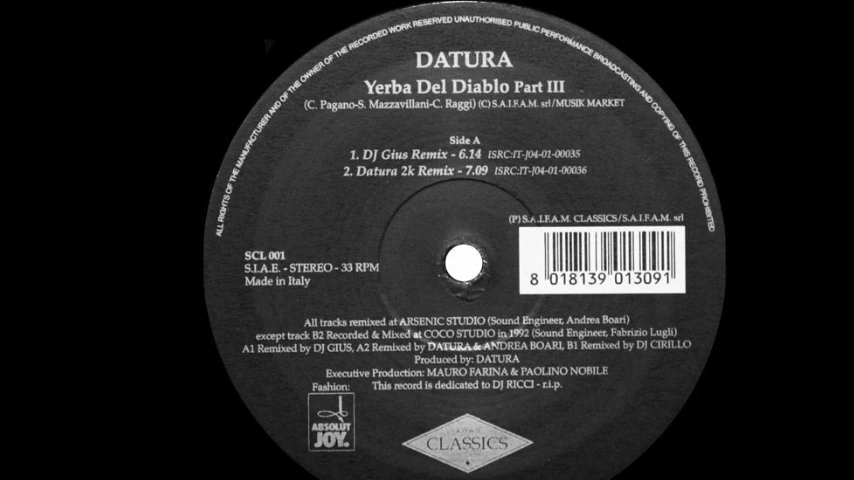 ALL RIGHTS OF THE MANUFACTURER AND OF THE OWNER OF THE RECORDED WORK RESERVED UNAUTHORISED PUBLIC PERFORMANCE BROADCASTING AND COPYING OF THIS RECORD PROHIBITED
DATURA
Yerba Del Diablo Part III
(C. Pagano-S. Mazzavillani-C. Raggi) (C) S.A.I.F.A.M. srl/MUSIK MARKET
Side A
1. DJ Gius Remix - 6.14 ISRC:IT-J04-01-00035
2. Datura 2k Remix - 7.09 ISRC:IT-J04-01-00036
(P) S.A.I.F.A.M. CLASSICS/S.A.I.F.A.M. srl
SCL 001
S.I.A.E. - STEREO - 33 RPM
Made in Italy
8 018139 013091
All tracks remixed at ARSENIC STUDIO (Sound Engineer, Andrea Boari)
except track B2 Recorded & Mixed at COCO STUDIO in 1992 (Sound Engineer, Fabrizio Lugli)
A1 Remixed by DJ GIUS, A2 Remixed by DATURA & ANDREA BOARI, B1 Remixed by DJ CIRILLO
Produced by: DATURA
Executive Production: MAURO FARINA & PAOLINO NOBILE
Fashion: This record is dedicated to DJ RICCI - r.i.p.
ABSOLUT
JOY.
CLASSICS